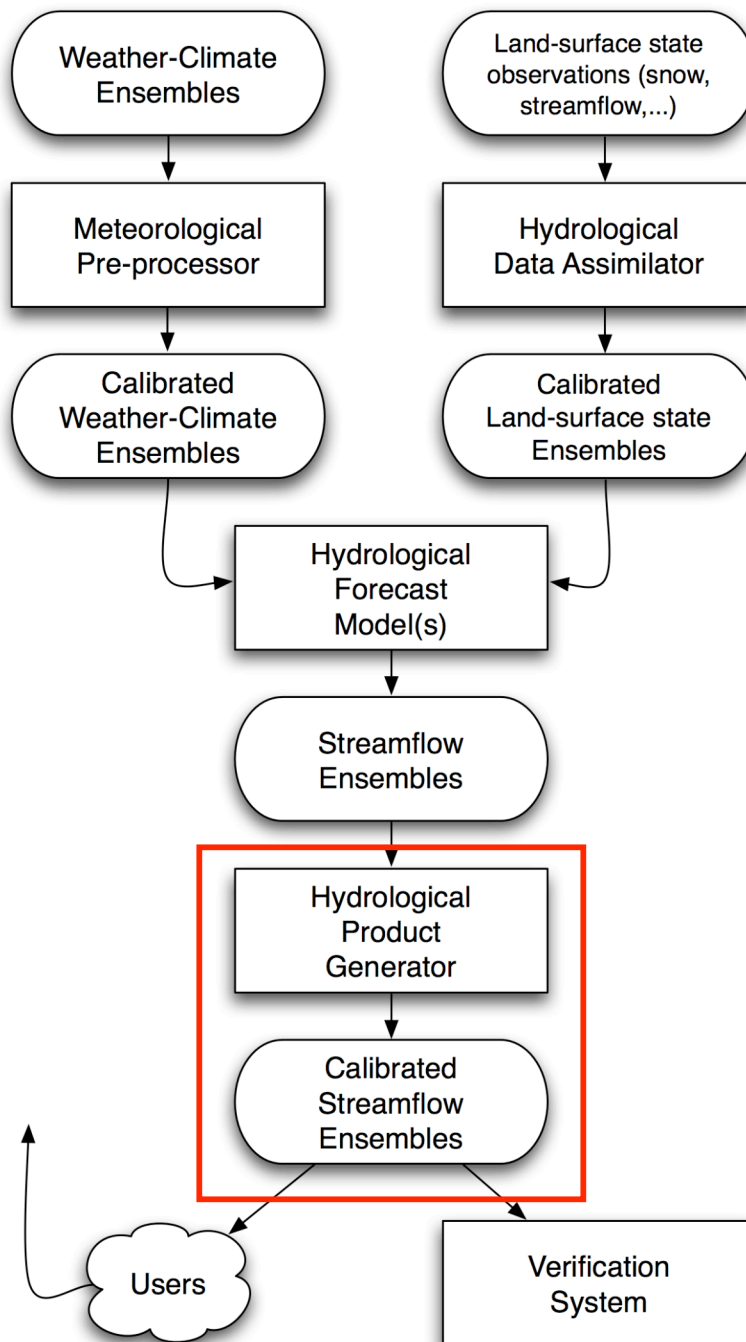 Weather-Climate
Ensembles
Land-surface state
observations (snow,
streamflow,...)
Meteorological
Pre-processor
Hydrological
Data Assimilator
Calibrated
Weather-Climate
Ensembles
Calibrated
Land-surface state
Ensembles
Hydrological
Forecast
Model(s)
Streamflow
Ensembles
Hydrological
Product
Generator
Calibrated
Streamflow
Ensembles
Users
Verification
System